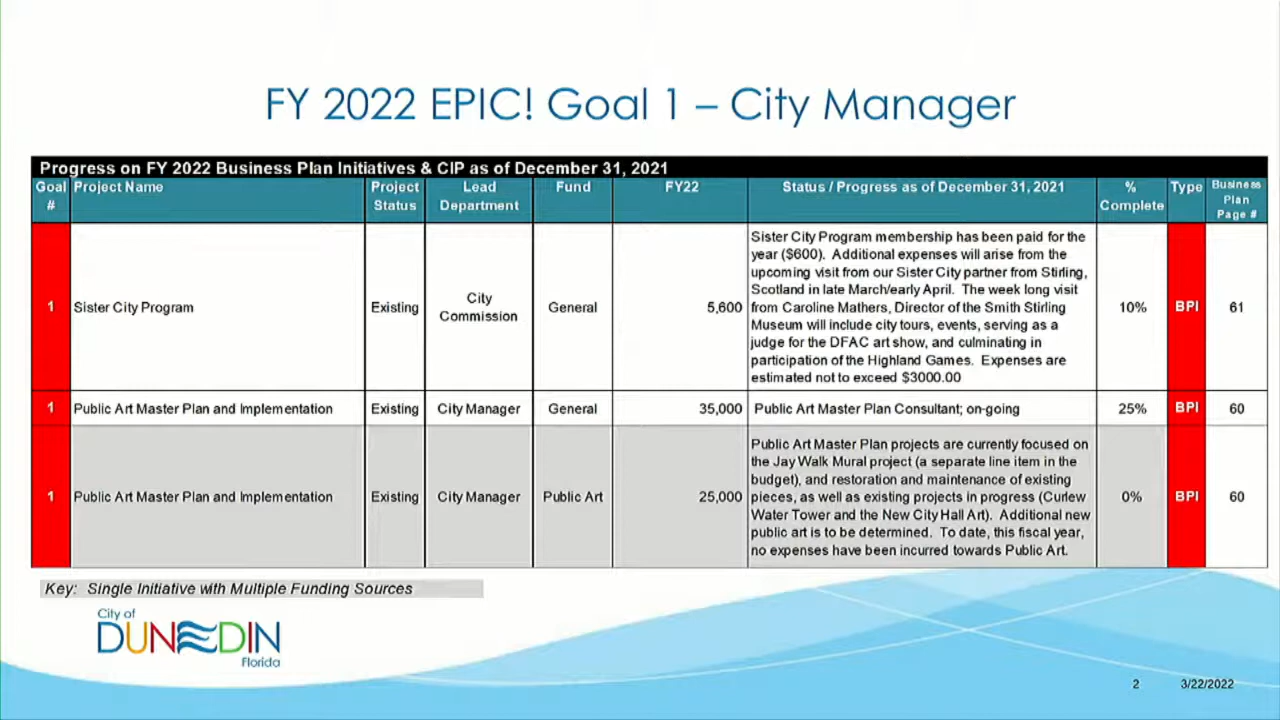 FY 2022 EPIC! Goal 1 – City Manager
Progress on FY 2022 Business Plan Initiatives & CIP as of December 31, 2021
Goal #
Project Name
Project Status
Lead Department
Fund
FY22
Status / Progress as of December 31, 2021
% Complete
Type
Business Plan Page #
1
Sister City Program
Existing
City Commission
General
5,600
Sister City Program membership has been paid for the
year ($600).  Additional expenses will arise from the
upcoming visit from our Sister City partner from Stirling,
Scotland in late March/early April.  The week long visit
from Caroline Mathers, Director of the Smith Stirling
Museum will include city tours, events, serving as a
judge for the DFAC art show, and culminating in
participation of the Highland Games.  Expenses are
estimated not to exceed $3000.00
10%
BPI
61
1
Public Art Master Plan and Implementation
Existing
City Manager
General
35,000
Public Art Master Plan Consultant; on-going
25%
BPI
60
1
Public Art Master Plan and Implementation
Existing
City Manager
Public Art
25,000
Public Art Master Plan projects are currently focused on
the Jay Walk Mural project (a separate line item in the
budget), and restoration and maintenance of existing
pieces, as well as existing projects in progress (Curlew
Water Tower and the New City Hall Art).  Additional new
public art is to be determined.  To date, this fiscal year,
no expenses have been incurred towards Public Art.
0%
BPI
60
Key:  Single Initiative with Multiple Funding Sources
City of
DUNEDIN
Florida
2
3/22/2022